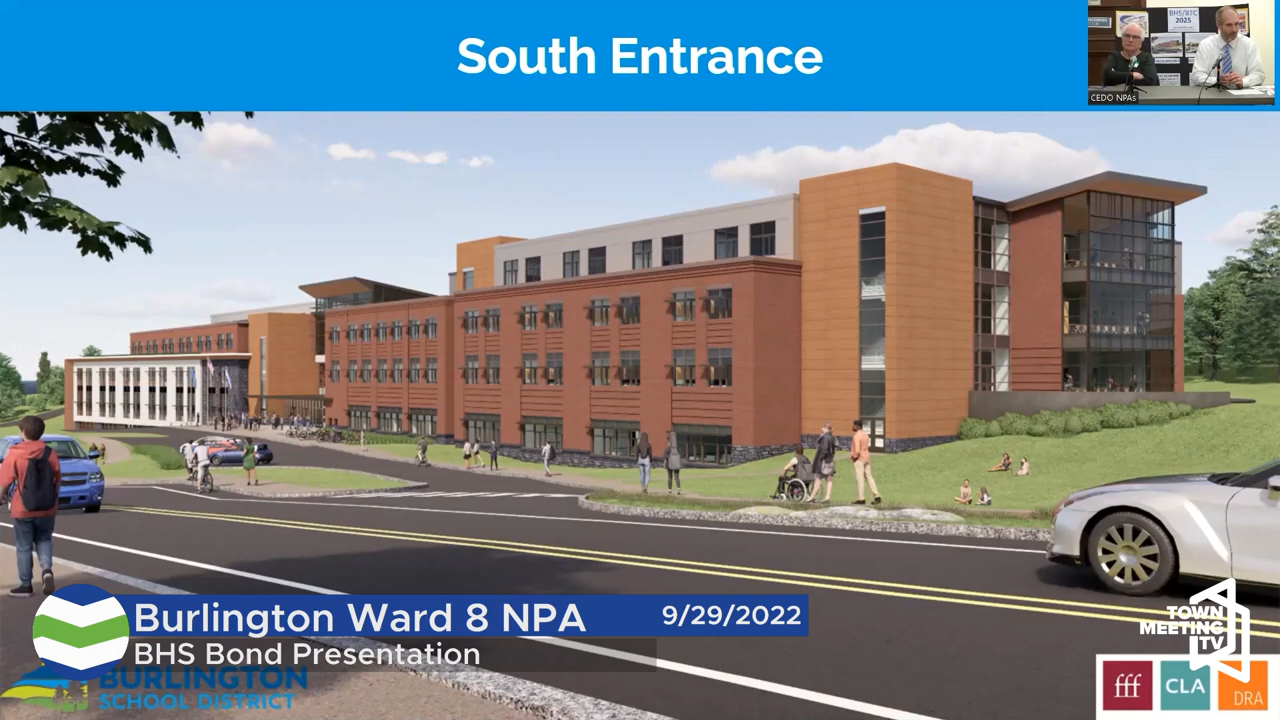 South Entrance
BHS/BTC
2025
CEDO NPAs
Burlington Ward 8 NPA
9/29/2022
BHS Bond Presentation
BURLINGTON
SCHOOL DISTRICT
TOWN
MEETING
TV
fff
CLA
DRA